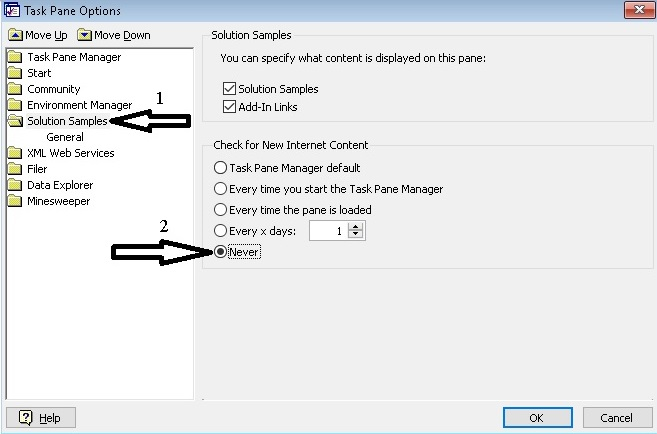 Task Pane Options
Move Up Move Down
Task Pane Manager
Start
Community
Environment Manager
Solution Samples
General
XML Web Services
Filer
Data Explorer
Minesweeper
1
Solution Samples
You can specify what content is displayed on this pane:
Solution Samples
Add-In Links
Check for New Internet Content
Task Pane Manager default
Every time you start the Task Pane Manager
Every time the pane is loaded
Every x days: 1
2
Never
Help
OK
Cancel